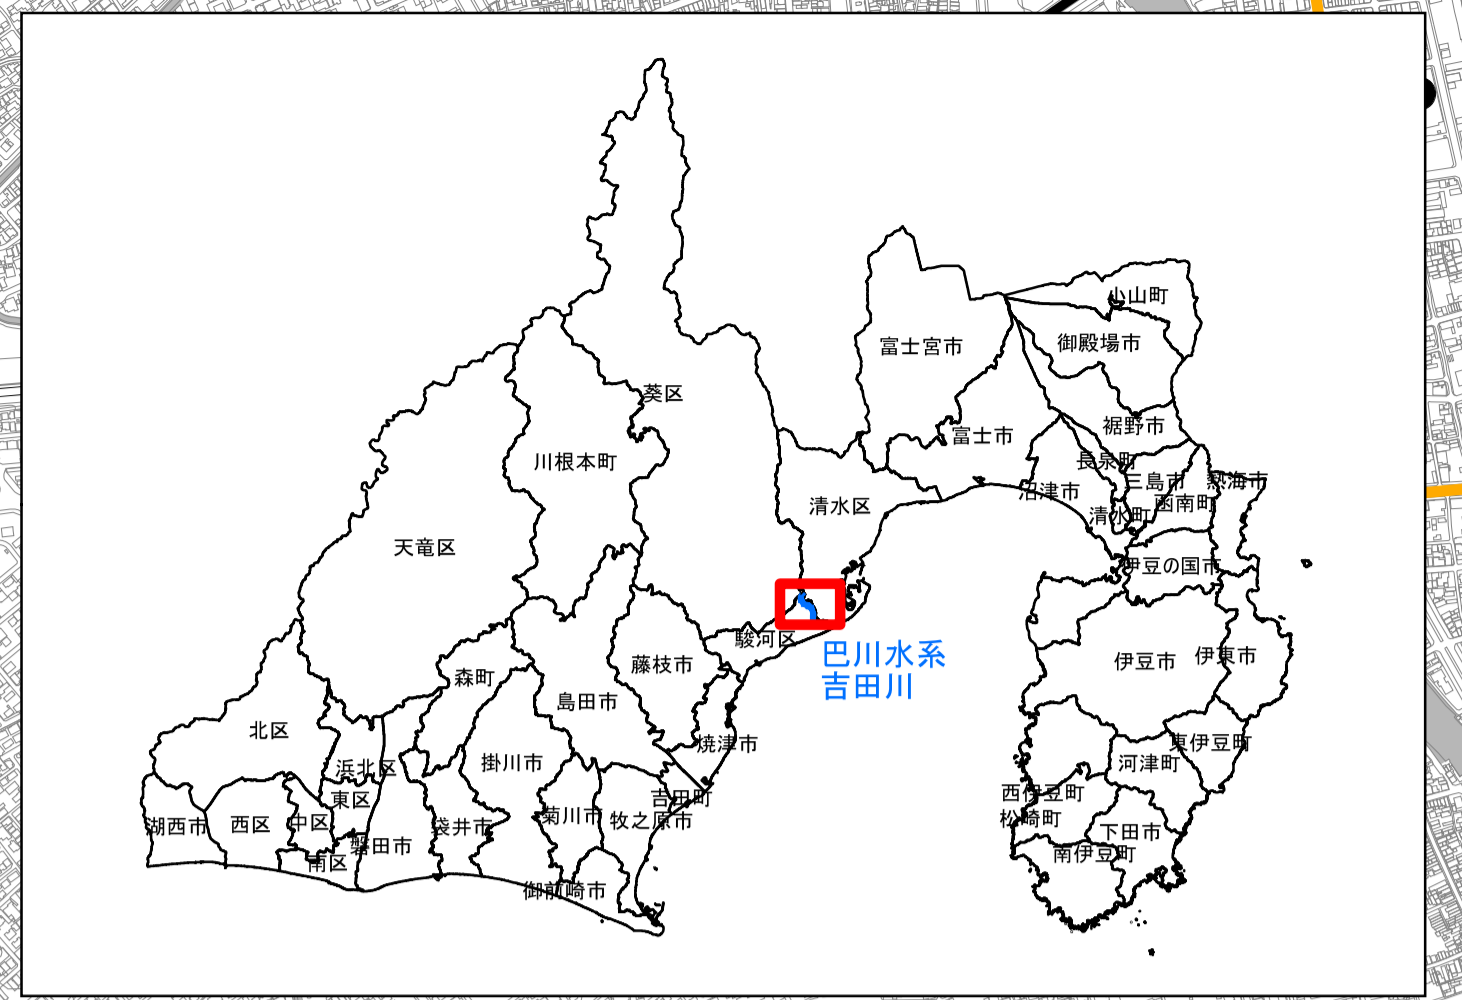 小山町
御殿場市
富士宮市
葵区
裾野市
富士市
長泉町
川根本町
三島市
熱海市
沼津市
函南町
清水区
清水町
天竜区
伊豆の国市
駿河区
巴川水系
吉田川
伊豆市
伊東市
藤枝市
森町
島田市
北区
焼津市
東伊豆町
掛川市
河津町
浜北区
西伊豆町
東区
吉田町
菊川市
牧之原市
松崎町
湖西市
西区
中区
袋井市
下田市
磐田市
南伊豆町
南区
御前崎市